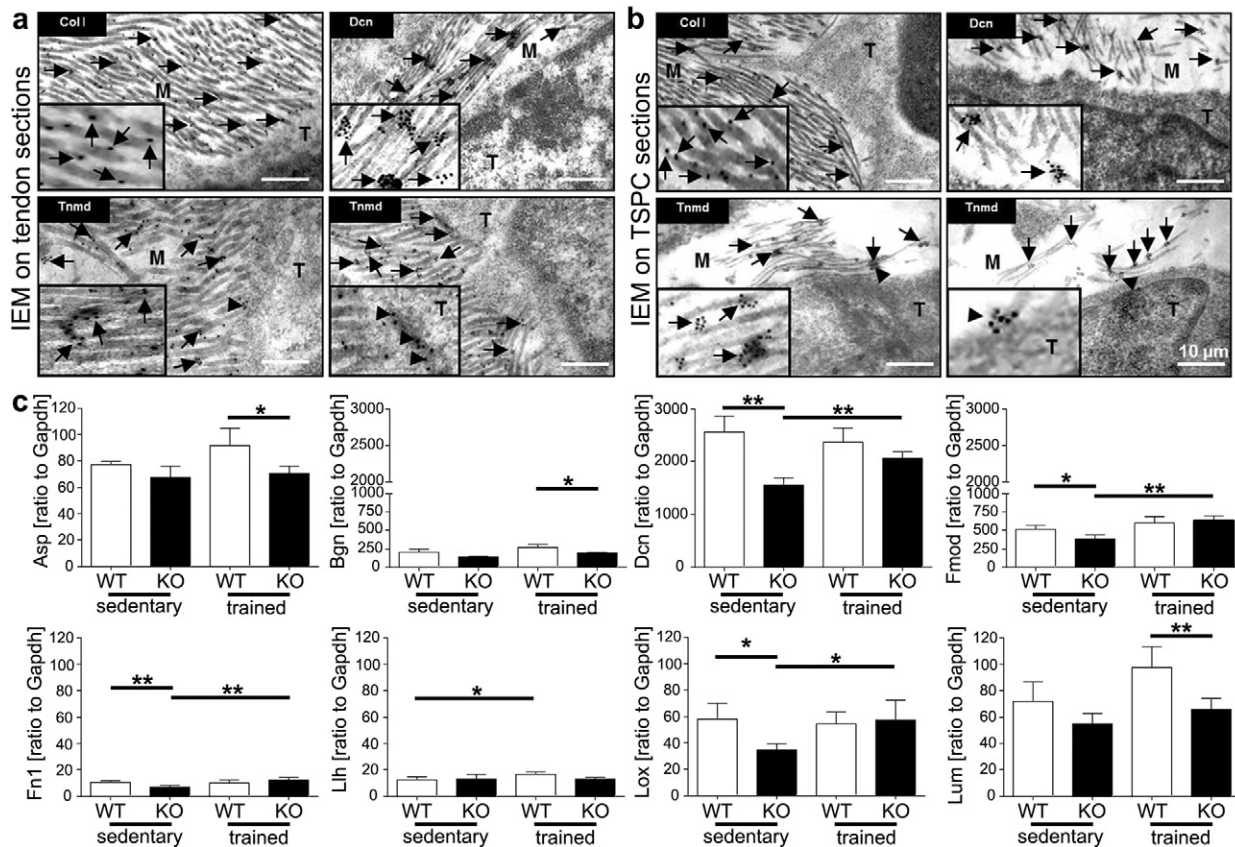 a
IEM on tendon sections
Col I
M
T
Dcn
M
T
Tnmd
M
T
Tnmd
T
T
b
IEM on TSPC sections
Col I
M
T
Dcn
M
T
Tnmd
M
T
Tnmd
M
T
T
10 µm
c
Asp [ratio to Gapdh]
120
100
80
60
40
20
0
*
WT KO WT KO
sedentary trained
Bgn [ratio to Gapdh]
3000
2500
2000
1000
750
500
250
0
*
WT KO WT KO
sedentary trained
Dcn [ratio to Gapdh]
3000
2000
1000
0
** **
WT KO WT KO
sedentary trained
Fmod [ratio to Gapdh]
3000
2500
2000
1000
750
500
250
0
* **
WT KO WT KO
sedentary trained
Fn1 [ratio to Gapdh]
120
100
80
60
40
20
0
** **
WT KO WT KO
sedentary trained
Llh [ratio to Gapdh]
120
100
80
60
40
20
0
*
WT KO WT KO
sedentary trained
Lox [ratio to Gapdh]
100
80
60
40
20
0
* *
WT KO WT KO
sedentary trained
Lum [ratio to Gapdh]
120
100
80
60
40
20
0
**
WT KO WT KO
sedentary trained